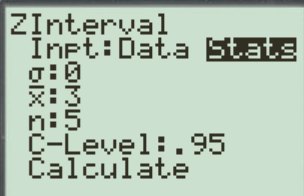 ZInterval
Inpt:Data Stats
σ:0
x̄:3
n:5
C-Level:.95
Calculate